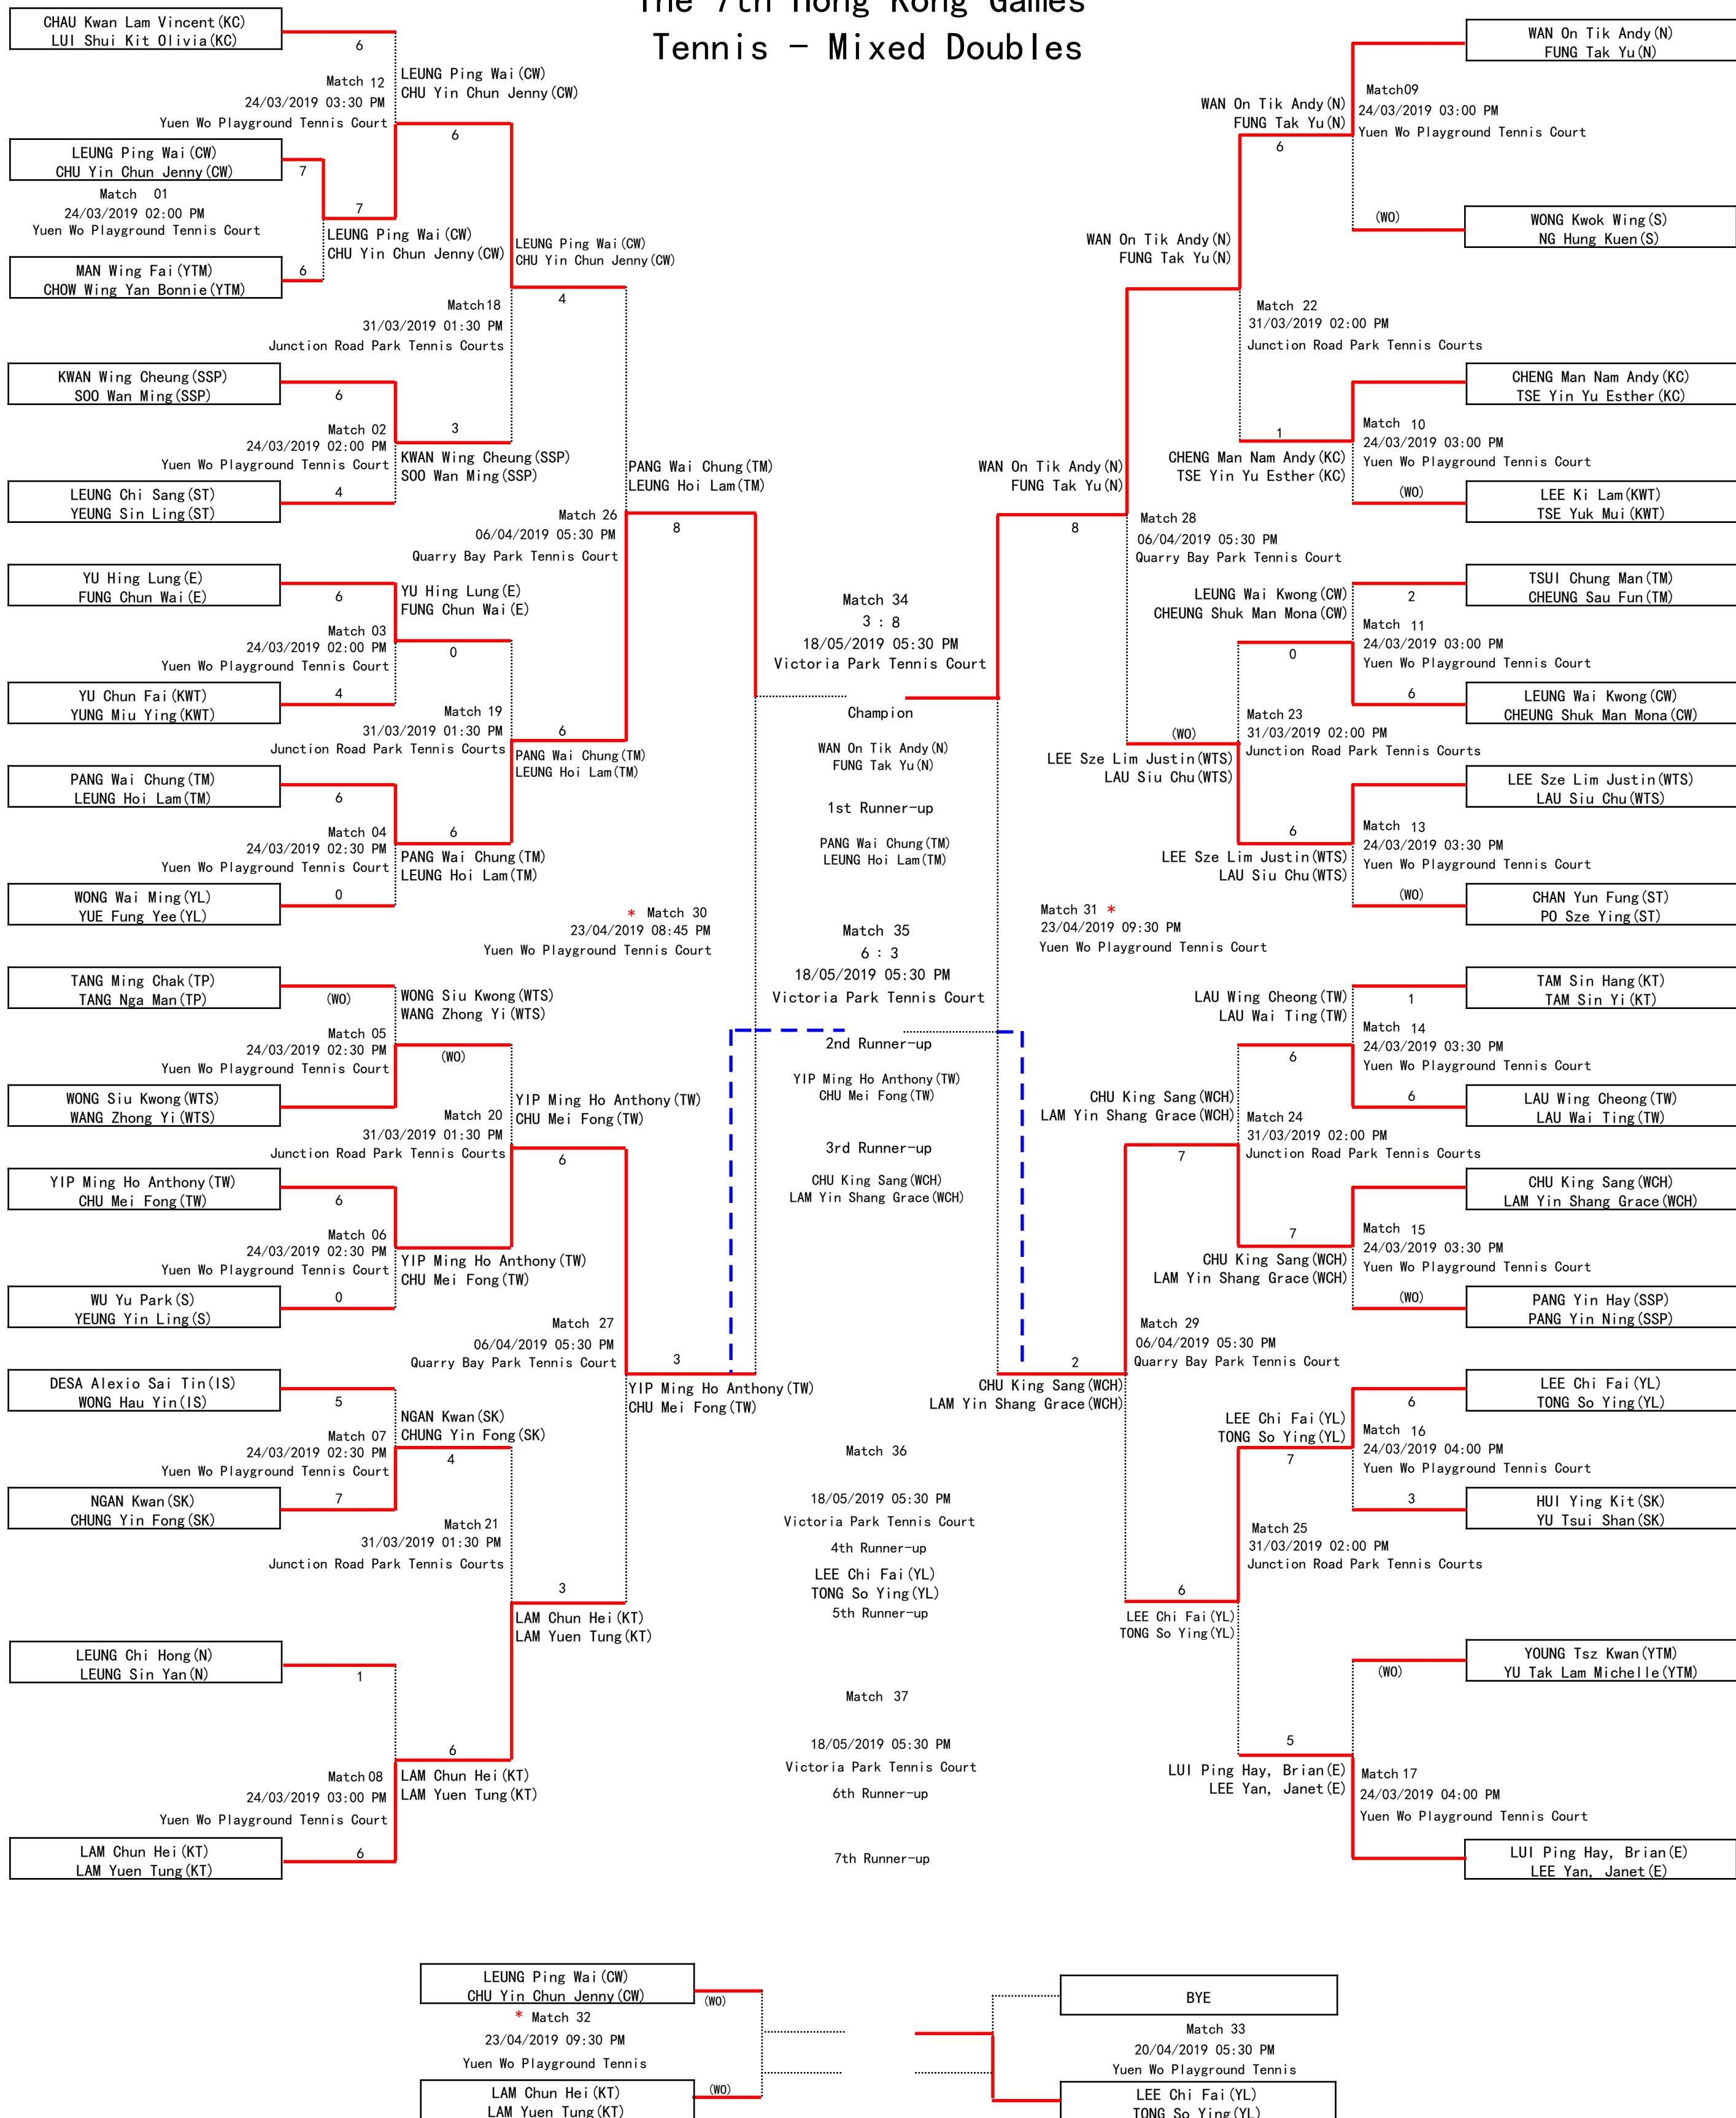 The 7th Hong Kong Games
Tennis - Mixed Doubles
CHAU Kwan Lam Vincent(KC)
LUI Shui Kit Olivia(KC)
6
Match 12
24/03/2019 03:30 PM
Yuen Wo Playground Tennis Court
LEUNG Ping Wai(CW)
CHU Yin Chun Jenny(CW)
6
LEUNG Ping Wai(CW)
CHU Yin Chun Jenny(CW)
7
Match 01
24/03/2019 02:00 PM
Yuen Wo Playground Tennis Court
7
LEUNG Ping Wai(CW)
CHU Yin Chun Jenny(CW)
MAN Wing Fai(YTM)
CHOW Wing Yan Bonnie(YTM)
6
LEUNG Ping Wai(CW)
CHU Yin Chun Jenny(CW)
4
Match 18
31/03/2019 01:30 PM
Junction Road Park Tennis Courts
KWAN Wing Cheung(SSP)
SOO Wan Ming(SSP)
6
Match 02
24/03/2019 02:00 PM
Yuen Wo Playground Tennis Court
3
KWAN Wing Cheung(SSP)
SOO Wan Ming(SSP)
LEUNG Chi Sang(ST)
YEUNG Sin Ling(ST)
4
PANG Wai Chung(TM)
LEUNG Hoi Lam(TM)
8
Match 26
06/04/2019 05:30 PM
Quarry Bay Park Tennis Court
YU Hing Lung(E)
FUNG Chun Wai(E)
6
YU Hing Lung(E)
FUNG Chun Wai(E)
Match 03
24/03/2019 02:00 PM
Yuen Wo Playground Tennis Court
0
YU Chun Fai(KWT)
YUNG Miu Ying(KWT)
4
Match 19
31/03/2019 01:30 PM
Junction Road Park Tennis Courts
6
PANG Wai Chung(TM)
LEUNG Hoi Lam(TM)
PANG Wai Chung(TM)
LEUNG Hoi Lam(TM)
6
Match 04
24/03/2019 02:30 PM
Yuen Wo Playground Tennis Court
6
PANG Wai Chung(TM)
LEUNG Hoi Lam(TM)
WONG Wai Ming(YL)
YUE Fung Yee(YL)
0
* Match 30
23/04/2019 08:45 PM
Yuen Wo Playground Tennis Court
TANG Ming Chak(TP)
TANG Nga Man(TP)
(WO)
WONG Siu Kwong(WTS)
WANG Zhong Yi(WTS)
Match 05
24/03/2019 02:30 PM
Yuen Wo Playground Tennis Court
(WO)
WONG Siu Kwong(WTS)
WANG Zhong Yi(WTS)
YIP Ming Ho Anthony(TW)
CHU Mei Fong(TW)
Match 20
31/03/2019 01:30 PM
Junction Road Park Tennis Courts
6
YIP Ming Ho Anthony(TW)
CHU Mei Fong(TW)
6
Match 06
24/03/2019 02:30 PM
Yuen Wo Playground Tennis Court
YIP Ming Ho Anthony(TW)
CHU Mei Fong(TW)
WU Yu Park(S)
YEUNG Yin Ling(S)
0
Match 27
06/04/2019 05:30 PM
Quarry Bay Park Tennis Court
3
YIP Ming Ho Anthony(TW)
CHU Mei Fong(TW)
DESA Alexio Sai Tin(IS)
WONG Hau Yin(IS)
5
NGAN Kwan(SK)
CHUNG Yin Fong(SK)
Match 07
24/03/2019 02:30 PM
Yuen Wo Playground Tennis Court
4
NGAN Kwan(SK)
CHUNG Yin Fong(SK)
7
Match 21
31/03/2019 01:30 PM
Junction Road Park Tennis Courts
3
LAM Chun Hei(KT)
LAM Yuen Tung(KT)
LEUNG Chi Hong(N)
LEUNG Sin Yan(N)
1
6
Match 08
24/03/2019 03:00 PM
Yuen Wo Playground Tennis Court
LAM Chun Hei(KT)
LAM Yuen Tung(KT)
LAM Chun Hei(KT)
LAM Yuen Tung(KT)
6
Match 34
3 : 8
18/05/2019 05:30 PM
Victoria Park Tennis Court
Champion
WAN On Tik Andy(N)
FUNG Tak Yu(N)
1st Runner-up
PANG Wai Chung(TM)
LEUNG Hoi Lam(TM)
Match 35
6 : 3
18/05/2019 05:30 PM
Victoria Park Tennis Court
2nd Runner-up
YIP Ming Ho Anthony(TW)
CHU Mei Fong(TW)
3rd Runner-up
CHU King Sang(WCH)
LAM Yin Shang Grace(WCH)
Match 36
18/05/2019 05:30 PM
Victoria Park Tennis Court
4th Runner-up
LEE Chi Fai(YL)
TONG So Ying(YL)
5th Runner-up
Match 37
18/05/2019 05:30 PM
Victoria Park Tennis Court
6th Runner-up
7th Runner-up
WAN On Tik Andy(N)
FUNG Tak Yu(N)
Match09
24/03/2019 03:00 PM
Yuen Wo Playground Tennis Court
WAN On Tik Andy(N)
FUNG Tak Yu(N)
6
(WO)
WONG Kwok Wing(S)
NG Hung Kuen(S)
WAN On Tik Andy(N)
FUNG Tak Yu(N)
Match 22
31/03/2019 02:00 PM
Junction Road Park Tennis Courts
CHENG Man Nam Andy(KC)
TSE Yin Yu Esther(KC)
Match 10
24/03/2019 03:00 PM
Yuen Wo Playground Tennis Court
1
CHENG Man Nam Andy(KC)
TSE Yin Yu Esther(KC)
(WO)
LEE Ki Lam(KWT)
TSE Yuk Mui(KWT)
WAN On Tik Andy(N)
FUNG Tak Yu(N)
8
Match 28
06/04/2019 05:30 PM
Quarry Bay Park Tennis Court
TSUI Chung Man(TM)
CHEUNG Sau Fun(TM)
2
LEUNG Wai Kwong(CW)
CHEUNG Shuk Man Mona(CW)
Match 11
24/03/2019 03:00 PM
Yuen Wo Playground Tennis Court
0
6
LEUNG Wai Kwong(CW)
CHEUNG Shuk Man Mona(CW)
Match 23
31/03/2019 02:00 PM
Junction Road Park Tennis Courts
(WO)
LEE Sze Lim Justin(WTS)
LAU Siu Chu(WTS)
LEE Sze Lim Justin(WTS)
LAU Siu Chu(WTS)
Match 13
24/03/2019 03:30 PM
Yuen Wo Playground Tennis Court
6
LEE Sze Lim Justin(WTS)
LAU Siu Chu(WTS)
(WO)
CHAN Yun Fung(ST)
PO Sze Ying(ST)
Match 31 *
23/04/2019 09:30 PM
Yuen Wo Playground Tennis Court
TAM Sin Hang(KT)
TAM Sin Yi(KT)
1
LAU Wing Cheong(TW)
LAU Wai Ting(TW)
Match 14
24/03/2019 03:30 PM
Yuen Wo Playground Tennis Court
6
6
LAU Wing Cheong(TW)
LAU Wai Ting(TW)
CHU King Sang(WCH)
LAM Yin Shang Grace(WCH)
Match 24
31/03/2019 02:00 PM
Junction Road Park Tennis Courts
7
CHU King Sang(WCH)
LAM Yin Shang Grace(WCH)
Match 15
24/03/2019 03:30 PM
Yuen Wo Playground Tennis Court
7
CHU King Sang(WCH)
LAM Yin Shang Grace(WCH)
(WO)
PANG Yin Hay(SSP)
PANG Yin Ning(SSP)
Match 29
06/04/2019 05:30 PM
Quarry Bay Park Tennis Court
2
CHU King Sang(WCH)
LAM Yin Shang Grace(WCH)
LEE Chi Fai(YL)
TONG So Ying(YL)
6
LEE Chi Fai(YL)
TONG So Ying(YL)
Match 16
24/03/2019 04:00 PM
Yuen Wo Playground Tennis Court
7
3
HUI Ying Kit(SK)
YU Tsui Shan(SK)
Match 25
31/03/2019 02:00 PM
Junction Road Park Tennis Courts
6
LEE Chi Fai(YL)
TONG So Ying(YL)
YOUNG Tsz Kwan(YTM)
YU Tak Lam Michelle(YTM)
(WO)
5
LUI Ping Hay, Brian(E)
LEE Yan, Janet(E)
Match 17
24/03/2019 04:00 PM
Yuen Wo Playground Tennis Court
LUI Ping Hay, Brian(E)
LEE Yan, Janet(E)
LEUNG Ping Wai(CW)
CHU Yin Chun Jenny(CW)
(WO)
* Match 32
23/04/2019 09:30 PM
Yuen Wo Playground Tennis
LAM Chun Hei(KT)
LAM Yuen Tung(KT)
(WO)
BYE
Match 33
20/04/2019 05:30 PM
Yuen Wo Playground Tennis
LEE Chi Fai(YL)
TONG So Ying(YL)